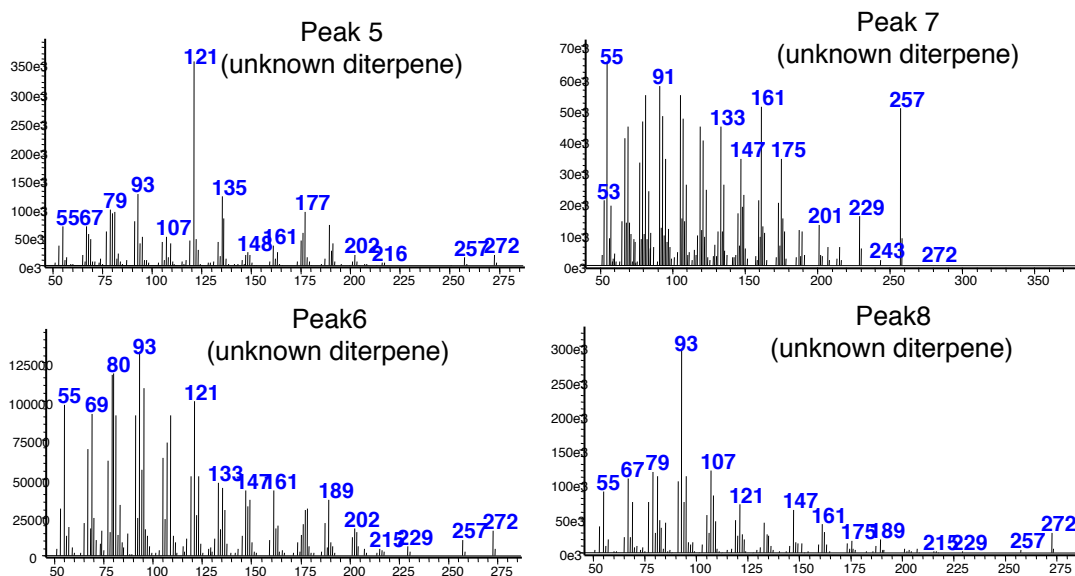 Peak 5
(unknown diterpene)
350e3
300e3
250e3
200e3
150e3
100e3
50e3
0e3
121
55
67
79
93
107
135
148
161
177
202
216
257
272
50 75 100 125 150 175 200 225 250 275
Peak 7
(unknown diterpene)
70e3
60e3
50e3
40e3
30e3
20e3
10e3
0e3
55
53
91
133
147
161
175
201
229
243
257
272
50 100 150 200 250 300 350
Peak6
(unknown diterpene)
125000
100000
75000
50000
25000
0
55
69
80
93
121
133
147
161
189
202
215
229
257
272
50 75 100 125 150 175 200 225 250 275
Peak8
(unknown diterpene)
300e3
250e3
200e3
150e3
100e3
50e3
0e3
55
67
79
93
107
121
147
161
175
189
215
229
257
272
50 75 100 125 150 175 200 225 250 275